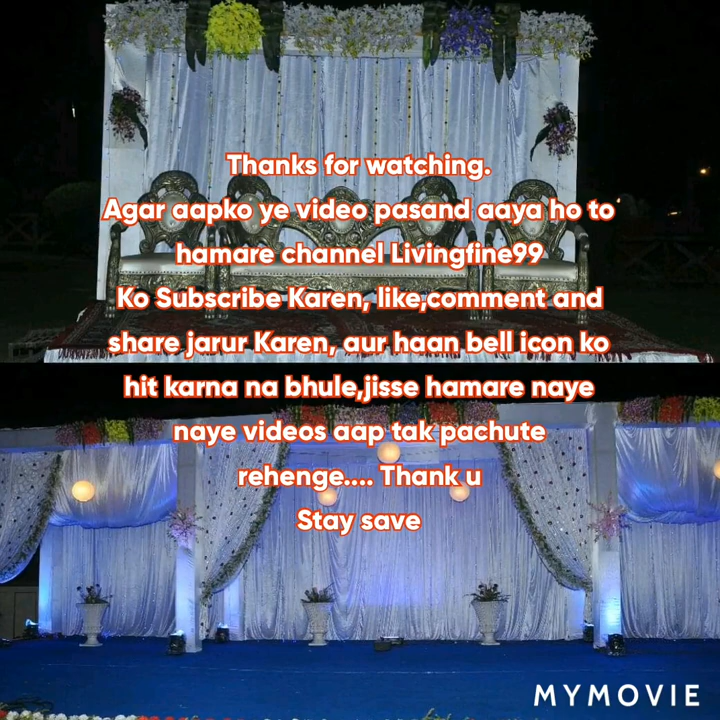 Thanks for watching.
Agar aapko ye video pasand aaya ho to
hamare channel Livingfine99
Ko Subscribe Karen, like,comment and
share jarur Karen, aur haan bell icon ko
hit karna na bhule,jisse hamare naye
naye videos aap tak pachute
rehenge.... Thank u
Stay save
MYMOVIE